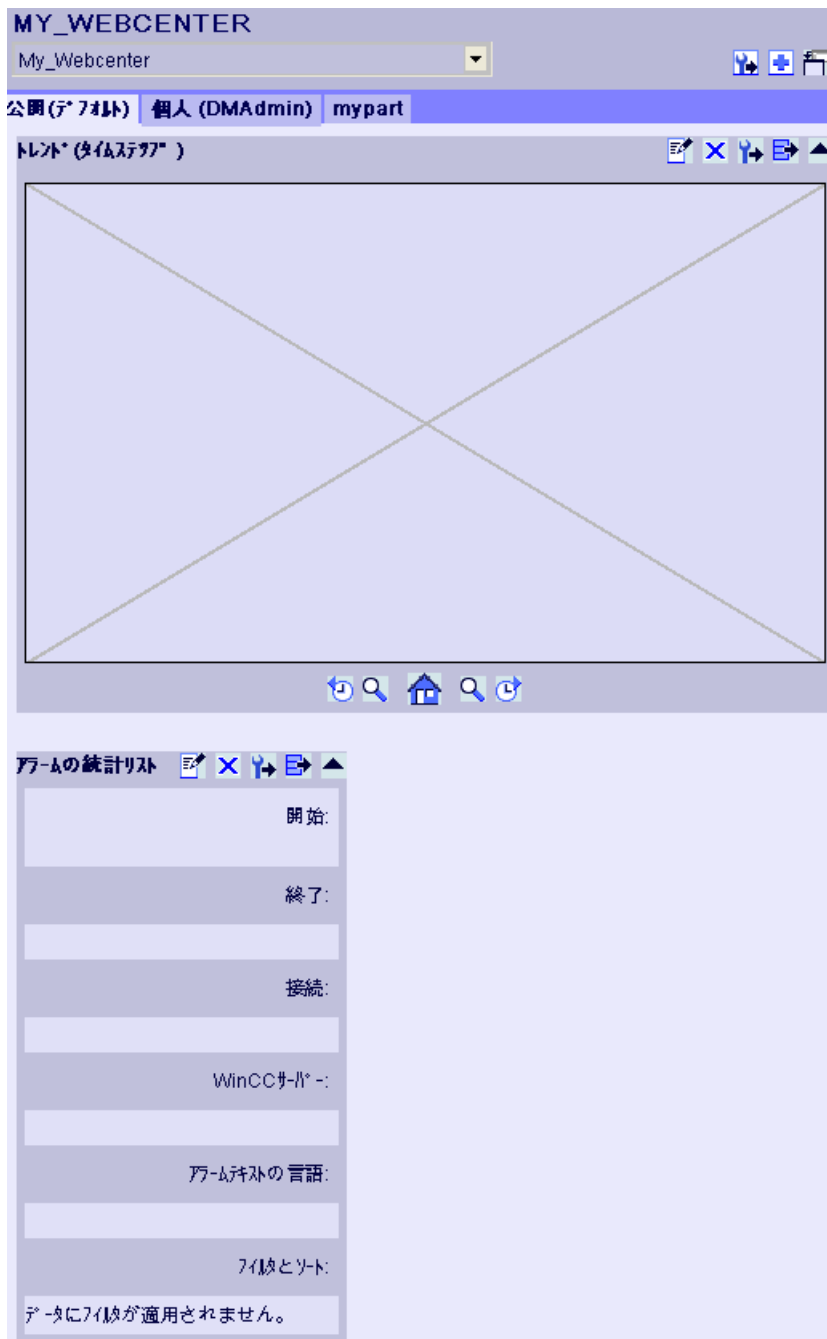 MY_WEBCENTER
My_Webcenter
公開(ﾃﾞﾌｫﾙﾄ) 個人 (DMAdmin) mypart
ﾄﾚﾝﾄﾞ(ﾀｲﾑｽﾃｯﾌﾟ)
ｱﾗｰﾑの統計ﾘｽﾄ
開始:
終了:
接続:
WinCCｻｰﾊﾞｰ:
ｱﾗｰﾑﾃｷｽﾄの言語:
ﾌｨﾙﾀとｿｰﾄ:
ﾃﾞｰﾀにﾌｨﾙﾀが適用されません。